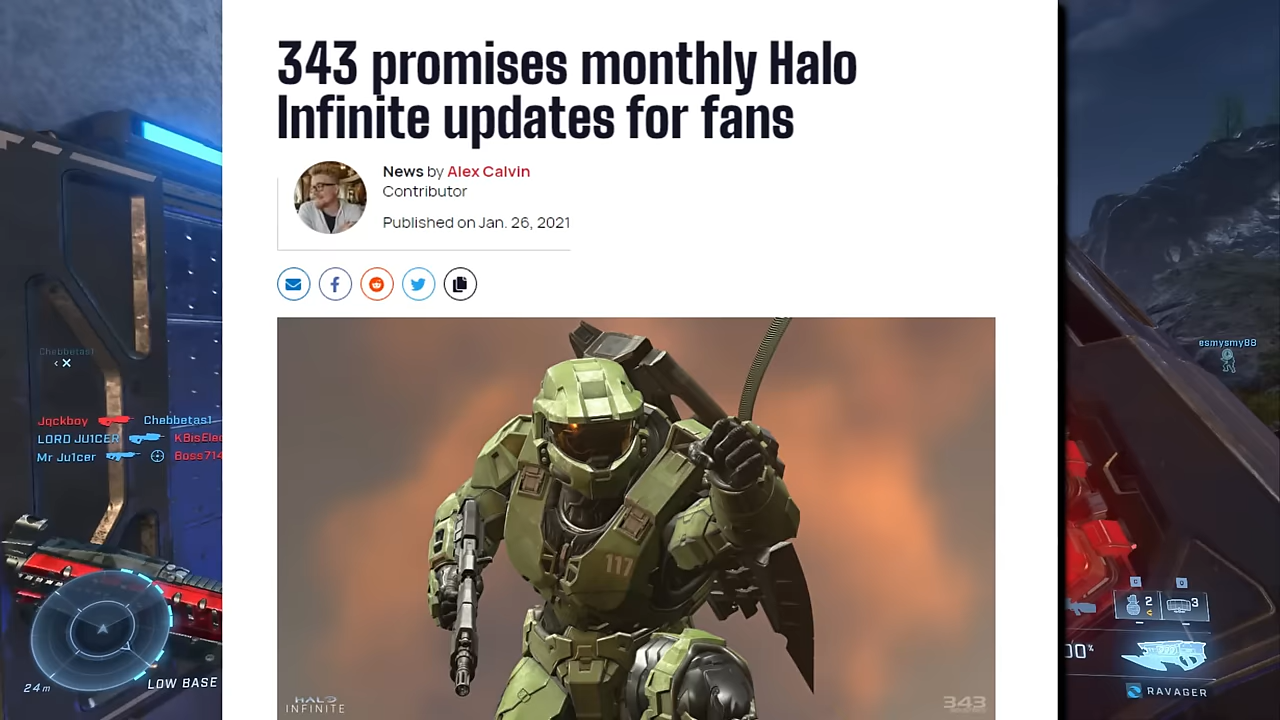 343 promises monthly Halo
Infinite updates for fans
News by Alex Calvin
Contributor
Published on Jan. 26, 2021
Chebbetas1
Jqckboy Chebbetas1
LORD JU1CER
Mr Ju1cer Boss714
24m
LOW BASE
117
HALO
INFINITE
343
esmysmy88
2 3
RAVAGER